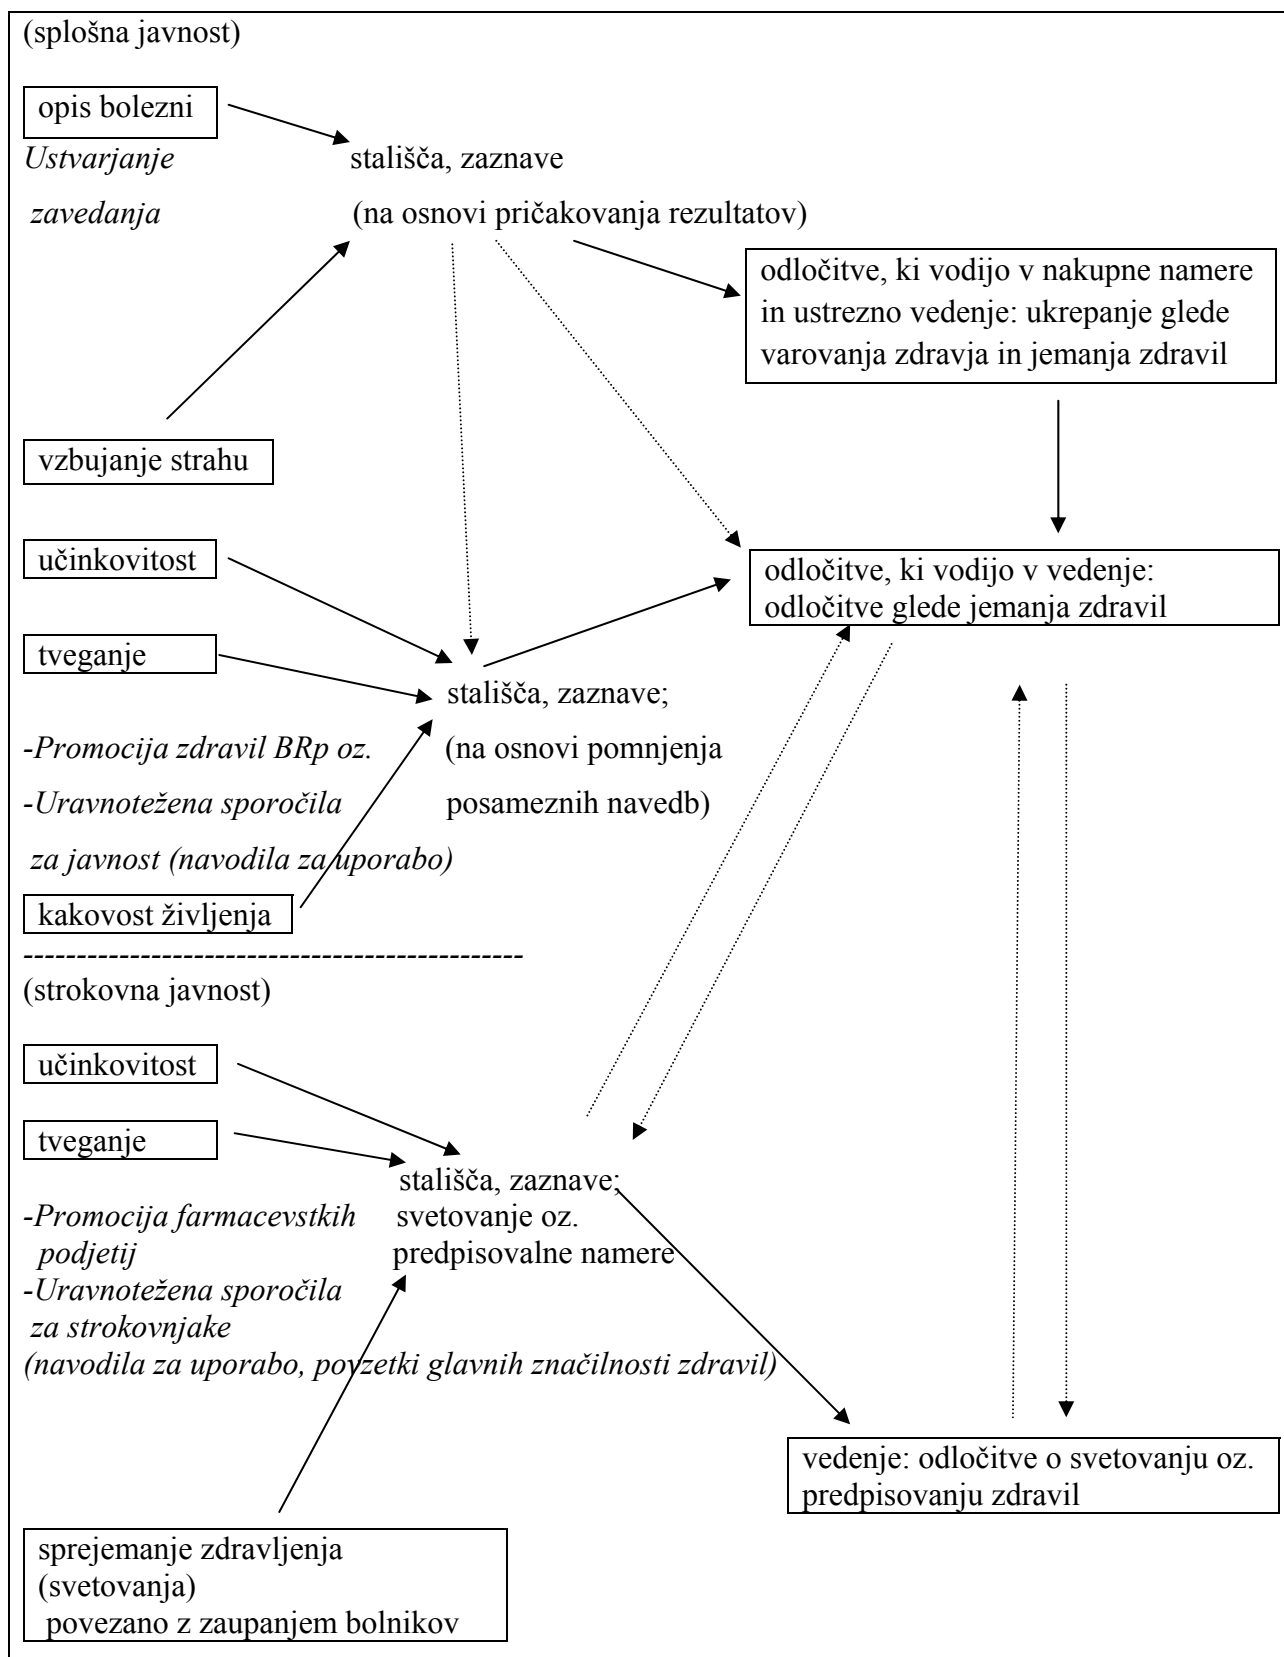 (splošna javnost)
opis bolezni
Ustvarjanje
zavedanja
stališča, zaznave
(na osnovi pričakovanja rezultatov)
odločitve, ki vodijo v nakupne namere
in ustrezno vedenje: ukrepanje glede
varovanja zdravja in jemanja zdravil
vzbujanje strahu
učinkovitost
odločitve, ki vodijo v vedenje:
odločitve glede jemanja zdravil
tveganje
stališča, zaznave;
(na osnovi pomnjenja
posameznih navedb)
-Promocija zdravil BRp oz.
-Uravnotežena sporočila
za javnost (navodila za uporabo)
kakovost življenja
-----------------------------------------------
(strokovna javnost)
učinkovitost
tveganje
stališča, zaznave;
svetovanje oz.
predpisovalne namere
-Promocija farmacevstkih
podjetij
-Uravnotežena sporočila
za strokovnjake
(navodila za uporabo, povzetki glavnih značilnosti zdravil)
vedenje: odločitve o svetovanju oz.
predpisovanju zdravil
sprejemanje zdravljenja
(svetovanja)
povezano z zaupanjem bolnikov